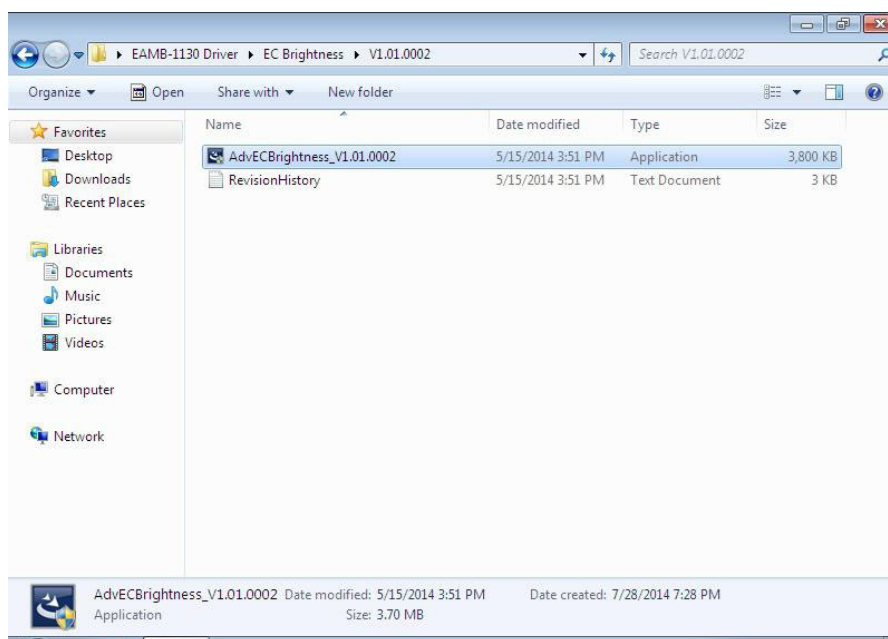 EAMB-1130 Driver ▸ EC Brightness ▸ V1.01.0002 Search V1.01.0002
Organize Open Share with New folder
Name Date modified Type Size
Favorites
Desktop
Downloads
Recent Places
Libraries
Documents
Music
Pictures
Videos
Computer
Network
AdvECBrightness_V1.01.0002 5/15/2014 3:51 PM Application 3,800 KB
RevisionHistory 5/15/2014 3:51 PM Text Document 3 KB
AdvECBrightness_V1.01.0002 Date modified: 5/15/2014 3:51 PM Date created: 7/28/2014 7:28 PM
Application Size: 3.70 MB